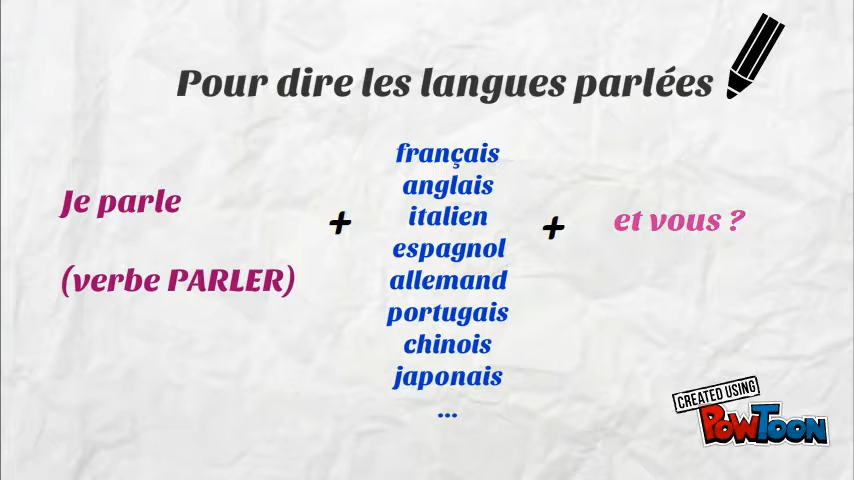 Pour dire les langues parlées
Je parle
(verbe PARLER)
+
français
anglais
italien
espagnol
allemand
portugais
chinois
japonais
...
+
et vous ?
CREATED USING
POWTOON